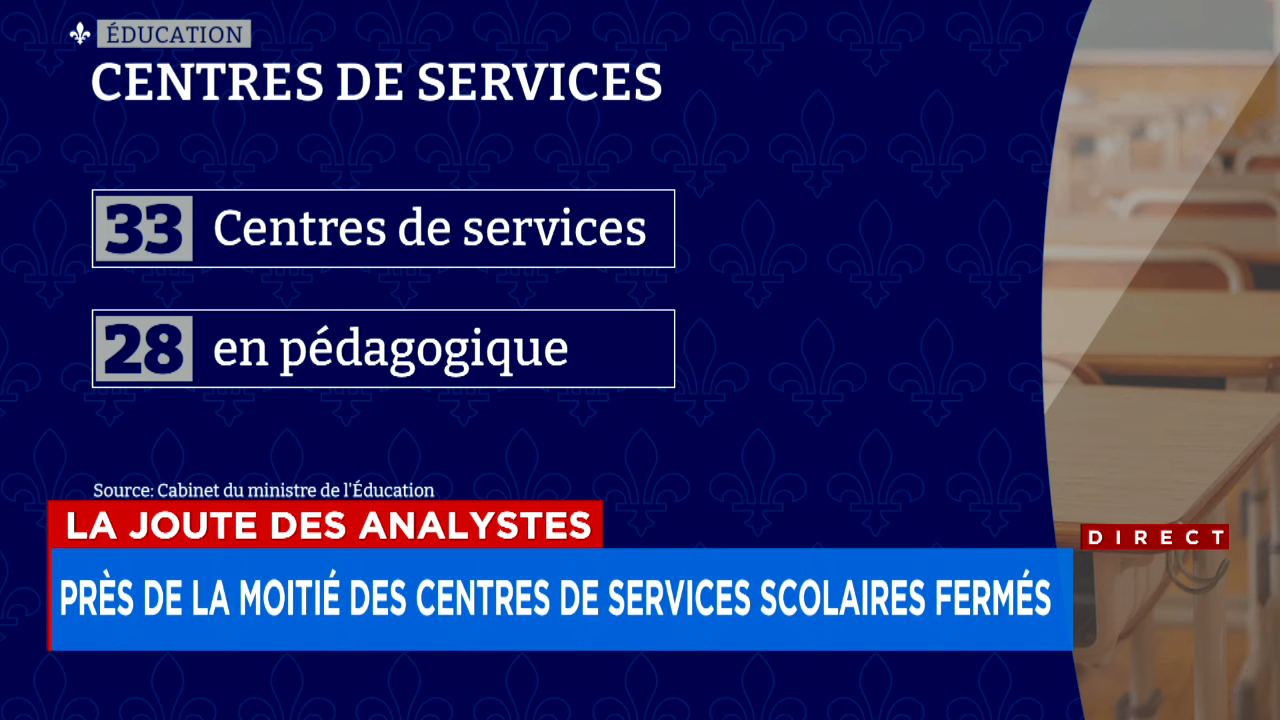 ÉDUCATION
CENTRES DE SERVICES
33 Centres de services
28 en pédagogique
Source: Cabinet du ministre de l'Éducation
LA JOUTE DES ANALYSTES
DIRECT
PRÈS DE LA MOITIÉ DES CENTRES DE SERVICES SCOLAIRES FERMÉS